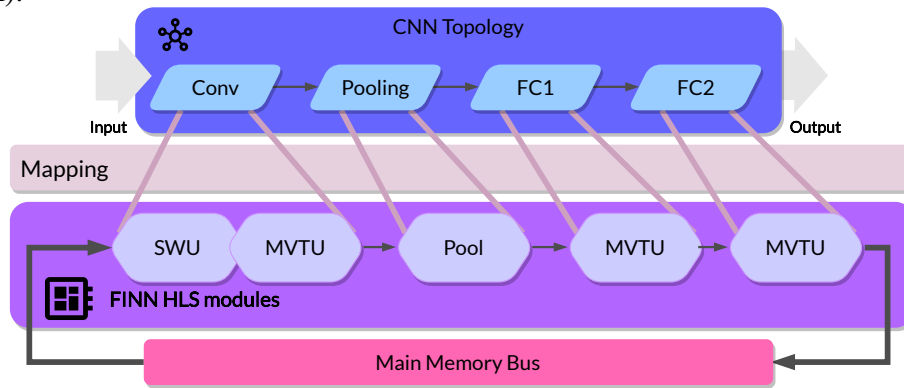 CNN Topology
Conv
Pooling
FC1
FC2
Input
Output
Mapping
SWU
MVTU
Pool
MVTU
MVTU
FINN HLS modules
Main Memory Bus